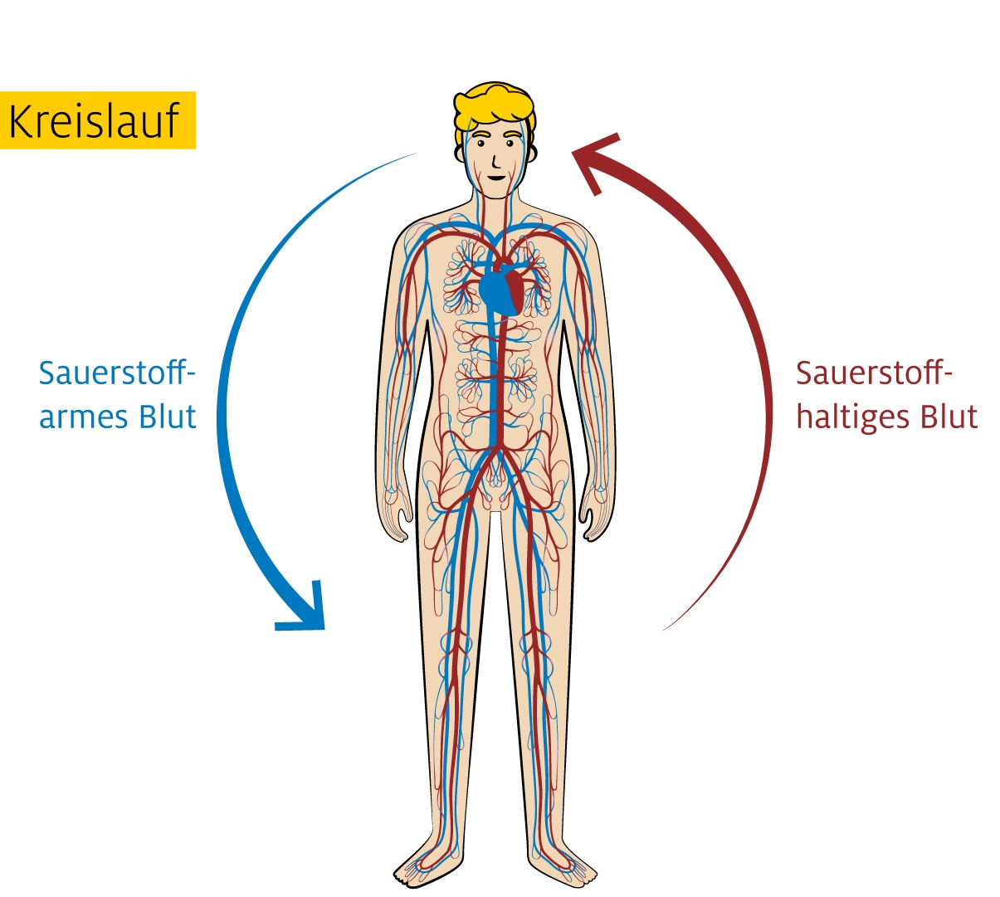 Kreislauf
Sauerstoff-
armes Blut
Sauerstoff-
haltiges Blut